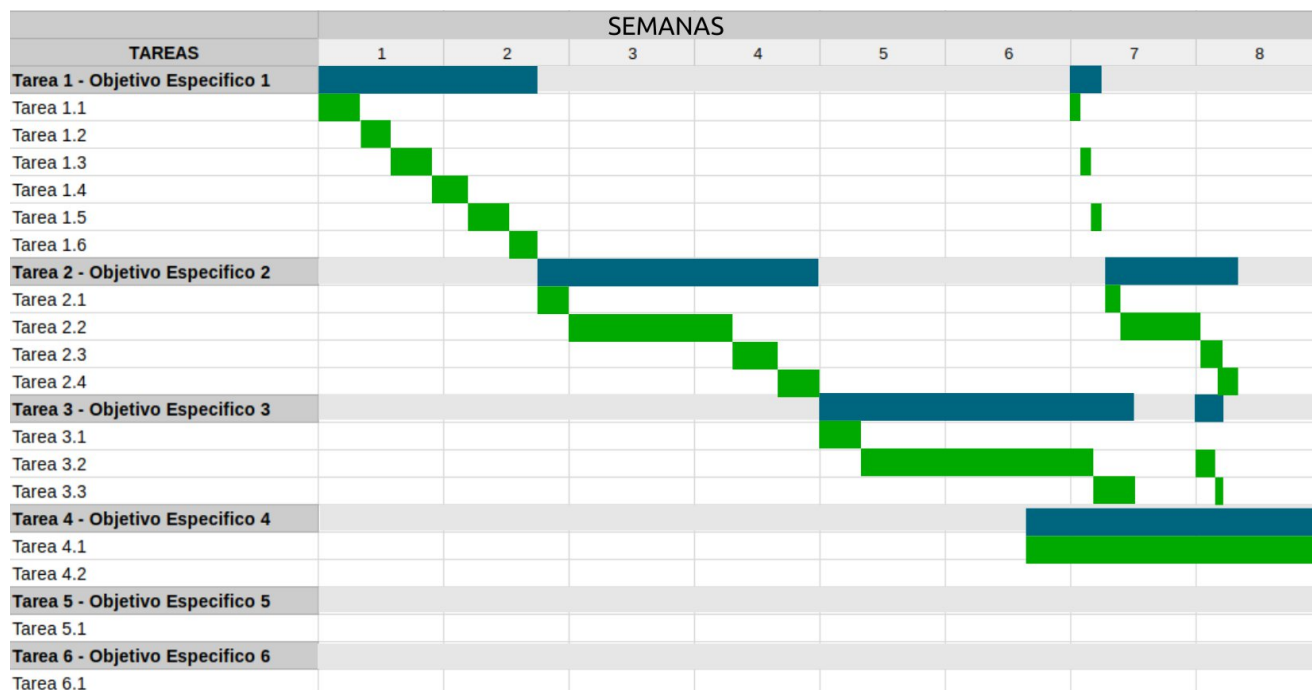 SEMANAS
TAREAS 1 2 3 4 5 6 7 8
Tarea 1 - Objetivo Especifico 1
Tarea 1.1
Tarea 1.2
Tarea 1.3
Tarea 1.4
Tarea 1.5
Tarea 1.6
Tarea 2 - Objetivo Especifico 2
Tarea 2.1
Tarea 2.2
Tarea 2.3
Tarea 2.4
Tarea 3 - Objetivo Especifico 3
Tarea 3.1
Tarea 3.2
Tarea 3.3
Tarea 4 - Objetivo Especifico 4
Tarea 4.1
Tarea 4.2
Tarea 5 - Objetivo Especifico 5
Tarea 5.1
Tarea 6 - Objetivo Especifico 6
Tarea 6.1